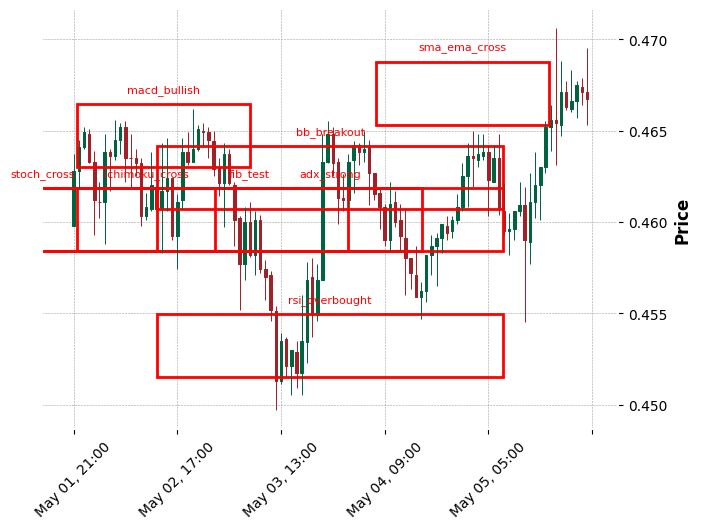 sma_ema_cross
macd_bullish
bb_breakout
stoch_cross
ichimoku_cross
fib_test
adx_strong
rsi_overbought
0.470
0.465
0.460
0.455
0.450
Price
May 01, 21:00
May 02, 17:00
May 03, 13:00
May 04, 09:00
May 05, 05:00